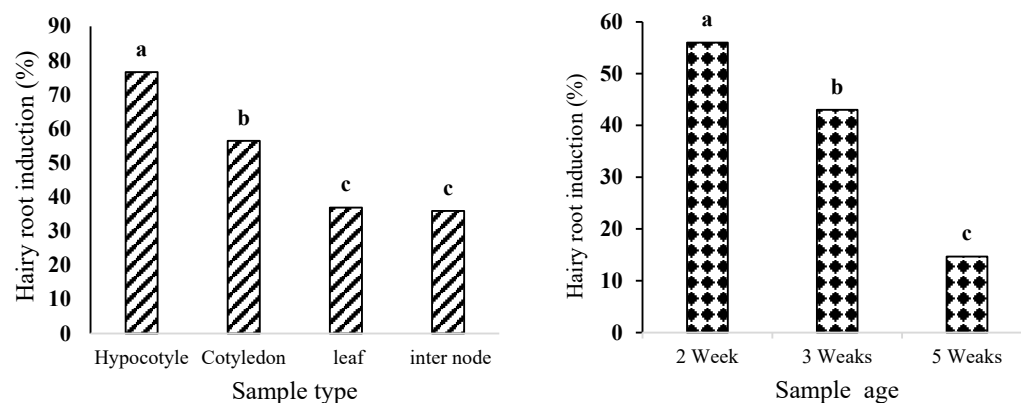 Hairy root induction (%)
90
80
70
60
50
40
30
20
10
0
a
b
c
c
Hypocotyle Cotyledon leaf inter node
Sample type
Hairy root induction (%)
60
50
40
30
20
10
0
a
b
c
2 Week 3 Weaks 5 Weaks
Sample age